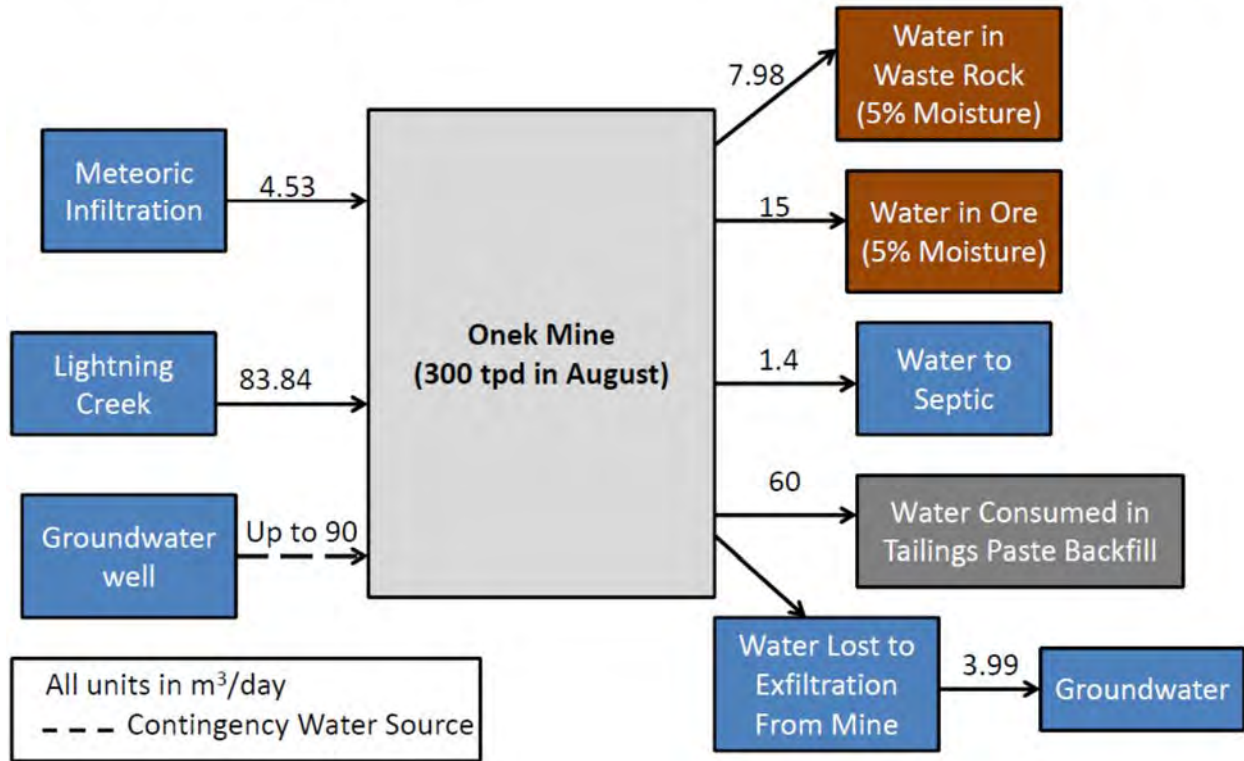 Meteoric
Infiltration
4.53
Lightning
Creek
83.84
Groundwater
well
Up to 90
All units in m³/day
Contingency Water Source
Onek Mine
(300 tpd in August)
7.98
Water in
Waste Rock
(5% Moisture)
15
Water in Ore
(5% Moisture)
1.4
Water to
Septic
60
Water Consumed in
Tailings Paste Backfill
Water Lost to
Exfiltration
From Mine
3.99
Groundwater